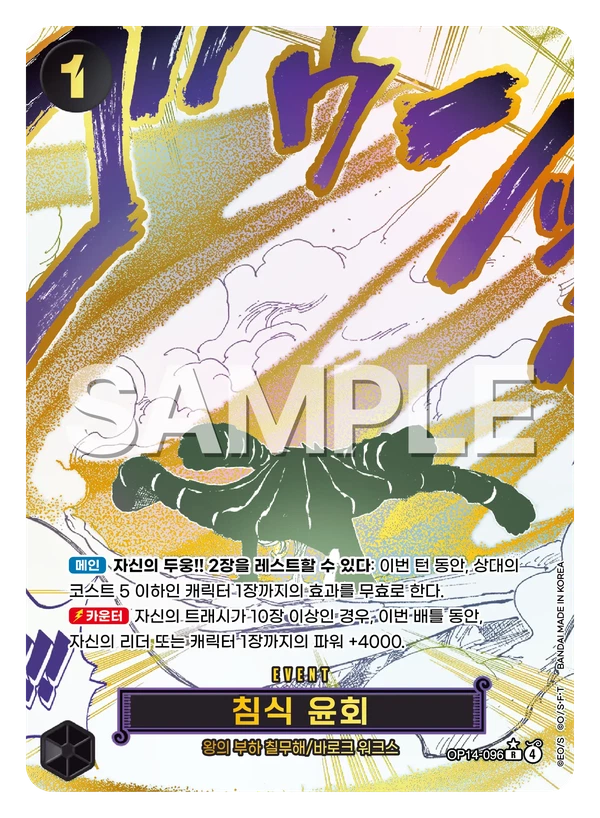 1
ズウゥッ
SAMPLE
메인 자신의 두웅!! 2장을 레스트할 수 있다: 이번 턴 동안, 상대의
코스트 5 이하인 캐릭터 1장까지의 효과를 무효로 한다.
카운터 자신의 트래시가 10장 이상인 경우, 이번 배틀 동안,
자신의 리더 또는 캐릭터 1장까지의 파워 +4000.
!!!
EVENT
침식 윤회
왕의 부하 칠무해/바로크 워크스
OP14-096 R 4
©EO/S ©O/S·F·T BANDAI MADE IN KOREA